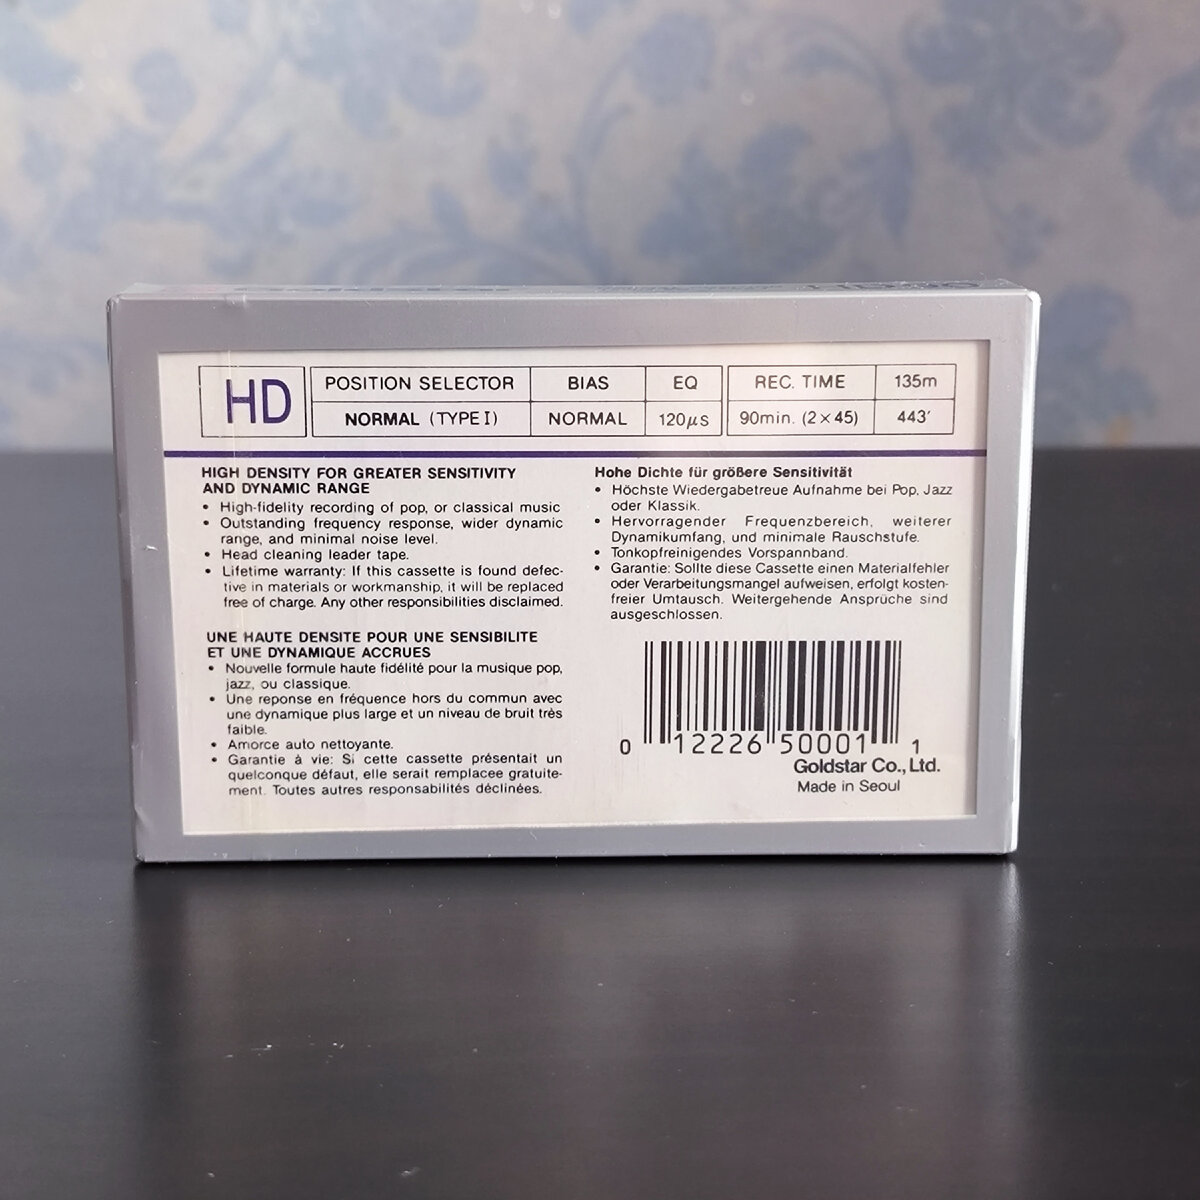 HD
POSITION SELECTOR BIAS EQ REC. TIME 135m
NORMAL (TYPE I) NORMAL 120µs 90min. (2×45) 443′
HIGH DENSITY FOR GREATER SENSITIVITY
AND DYNAMIC RANGE
• High-fidelity recording of pop, or classical music
• Outstanding frequency response, wider dynamic
range, and minimal noise level.
• Head cleaning leader tape.
• Lifetime warranty: If this cassette is found defec-
tive in materials or workmanship, it will be replaced
free of charge. Any other responsibilities disclaimed.
UNE HAUTE DENSITE POUR UNE SENSIBILITE
ET UNE DYNAMIQUE ACCRUES
• Nouvelle formule haute fidélité pour la musique pop,
jazz, ou classique.
• Une reponse en fréquence hors du commun avec
une dynamique plus large et un niveau de bruit très
faible.
• Amorce auto nettoyante.
• Garantie à vie: Si cette cassette présentait un
quelconque défaut, elle serait remplacee gratuite-
ment. Toutes autres responsabilités déclinées.
Hohe Dichte für größere Sensitivität
• Höchste Wiedergabetreue Aufnahme bei Pop, Jazz
oder Klassik.
• Hervorragender Frequenzbereich, weiterer
Dynamikumfang, und minimale Rauschstufe.
• Tonkopfreinigendes Vorspannband.
• Garantie: Sollte diese Cassette einen Materialfehler
oder Verarbeitungsmangel aufweisen, erfolgt kosten-
freier Umtausch. Weitergehende Ansprüche sind
ausgeschlossen.
0 12226 50001 1
Goldstar Co., Ltd.
Made in Seoul